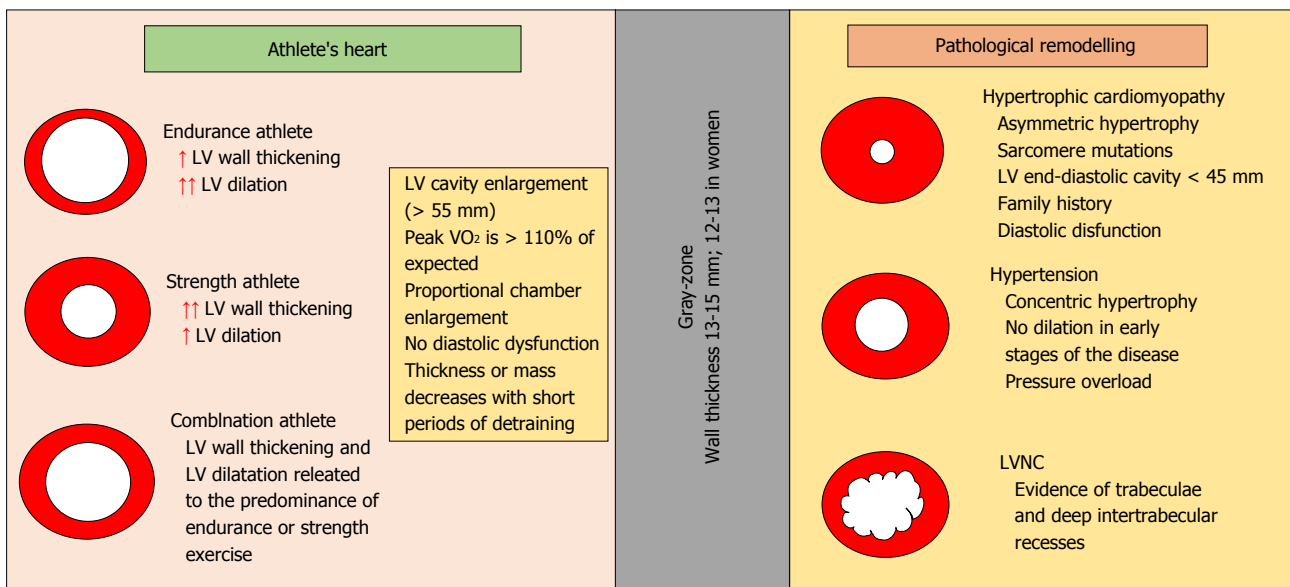 Athlete's heart
Endurance athlete
↑ LV wall thickening
↑↑ LV dilation
Strength athlete
↑↑ LV wall thickening
↑ LV dilation
Comblnation athlete
LV wall thickening and
LV dilatation releated
to the predominance of
endurance or strength
exercise
LV cavity enlargement
(> 55 mm)
Peak VO₂ is > 110% of
expected
Proportional chamber
enlargement
No diastolic dysfunction
Thickness or mass
decreases with short
periods of detraining
Gray-zone
Wall thickness 13-15 mm; 12-13 in women
Pathological remodelling
Hypertrophic cardiomyopathy
Asymmetric hypertrophy
Sarcomere mutations
LV end-diastolic cavity < 45 mm
Family history
Diastolic disfunction
Hypertension
Concentric hypertrophy
No dilation in early
stages of the disease
Pressure overload
LVNC
Evidence of trabeculae
and deep intertrabecular
recesses